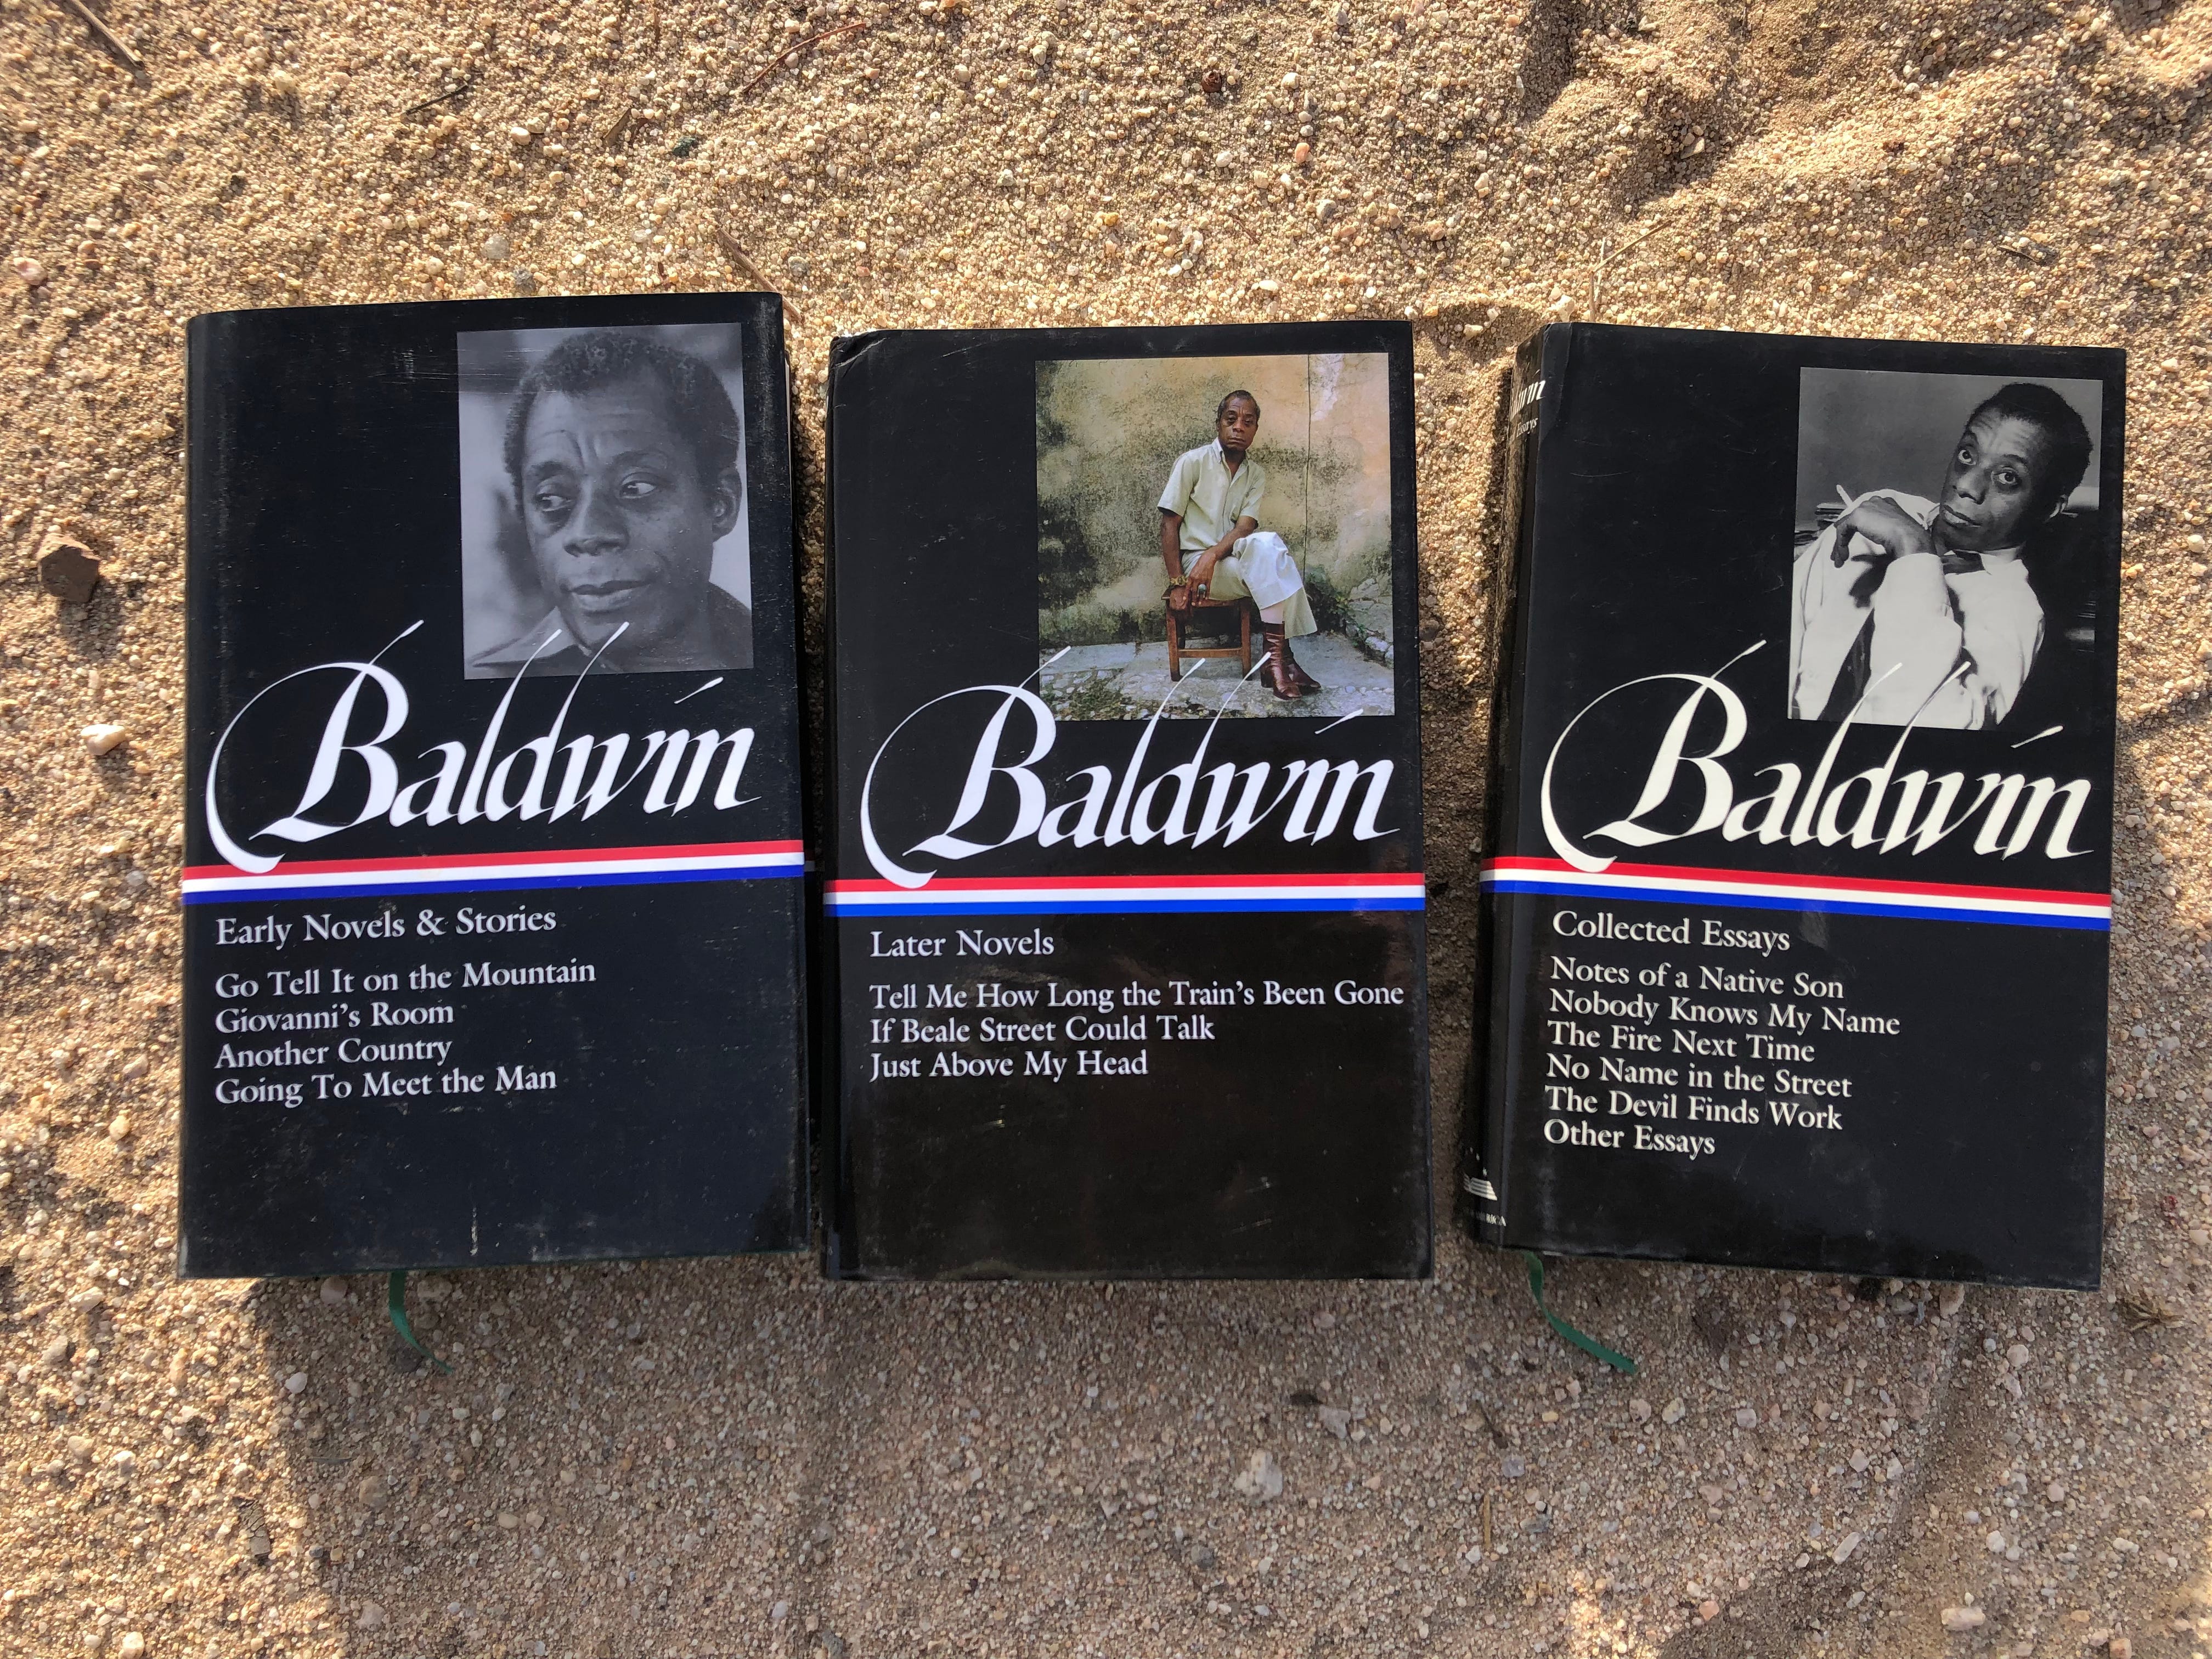 Baldwin
Early Novels & Stories
Go Tell It on the Mountain
Giovanni's Room
Another Country
Going To Meet the Man
Baldwin
Later Novels
Tell Me How Long the Train's Been Gone
If Beale Street Could Talk
Just Above My Head
Baldwin
Collected Essays
Notes of a Native Son
Nobody Knows My Name
The Fire Next Time
No Name in the Street
The Devil Finds Work
Other Essays